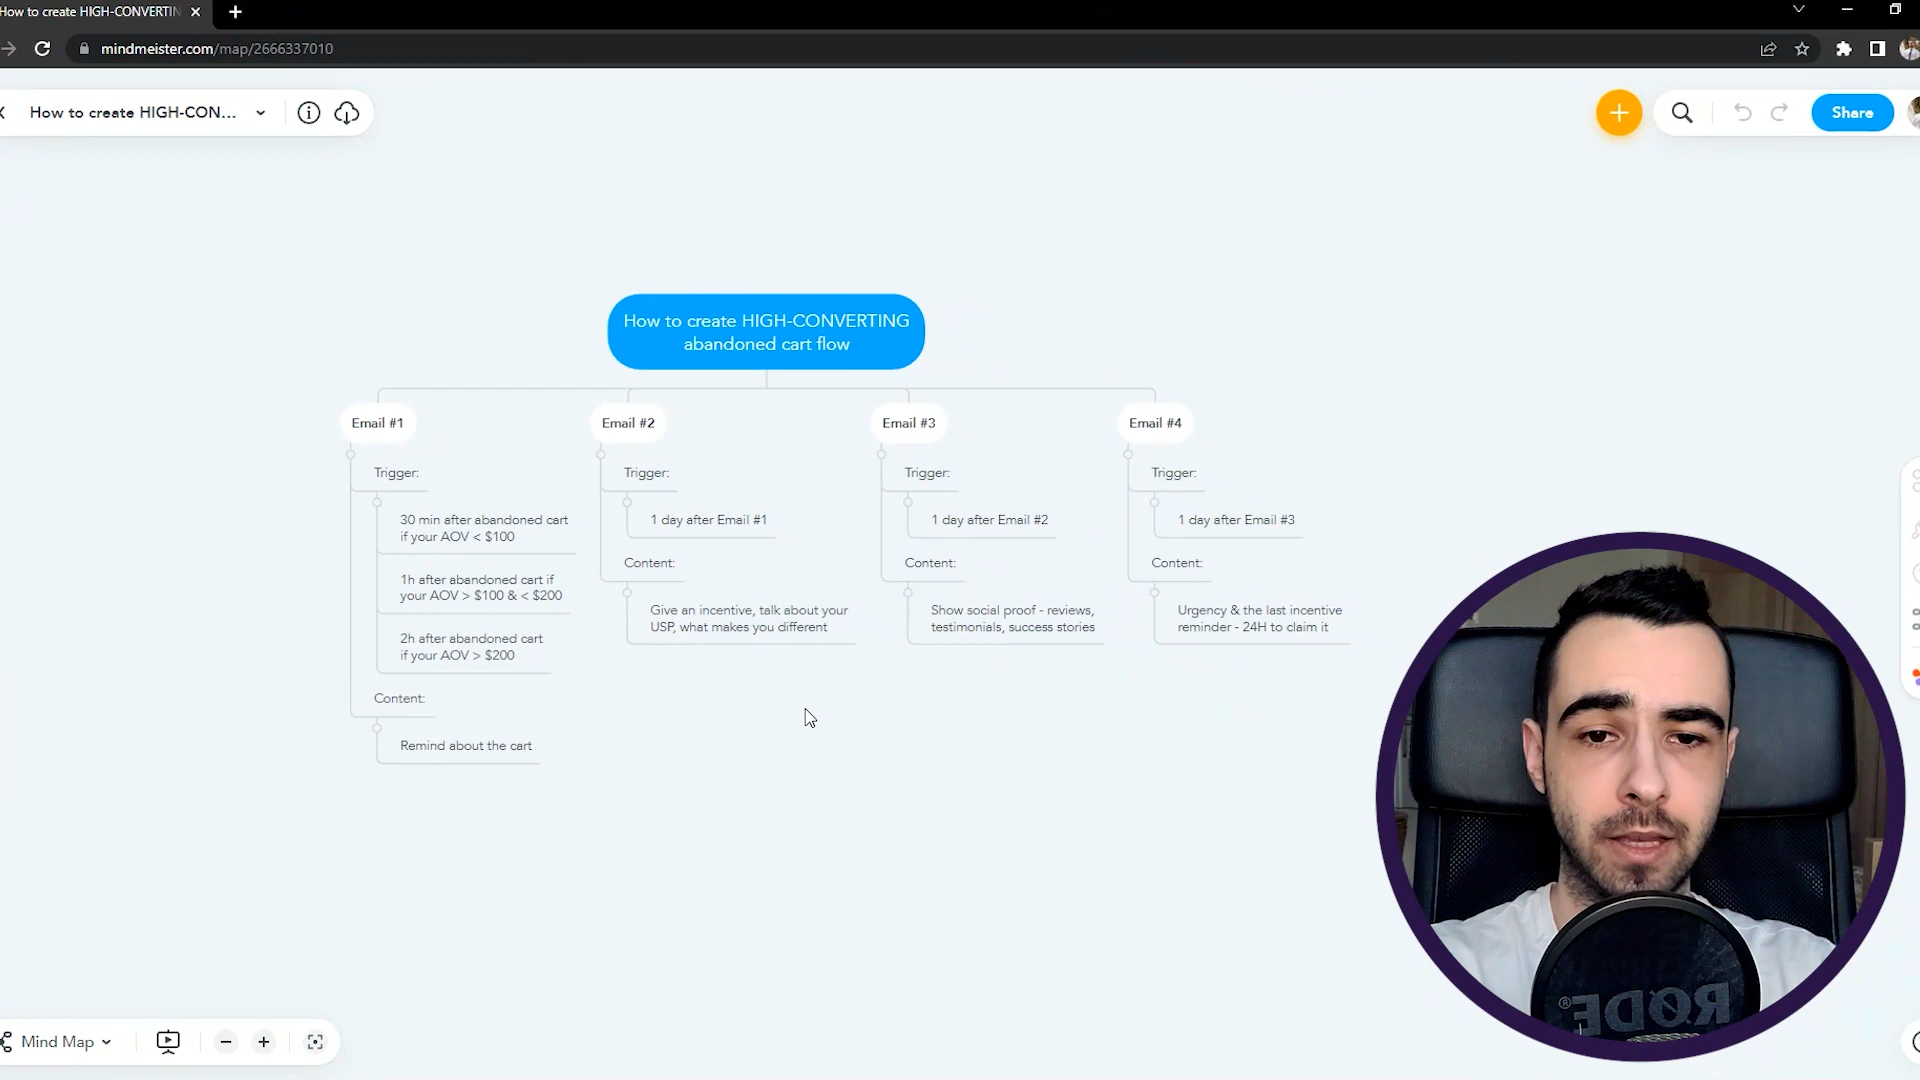 How to create HIGH-CONVERTIN
mindmeister.com/map/2666337010
How to create HIGH-CON...
Share
How to create HIGH-CONVERTING
abandoned cart flow
Email #1
Trigger:
30 min after abandoned cart
if your AOV < $100
1h after abandoned cart if
your AOV > $100 & < $200
2h after abandoned cart
if your AOV > $200
Content:
Remind about the cart
Email #2
Trigger:
1 day after Email #1
Content:
Give an incentive, talk about your
USP, what makes you different
Email #3
Trigger:
1 day after Email #2
Content:
Show social proof - reviews,
testimonials, success stories
Email #4
Trigger:
1 day after Email #3
Content:
Urgency & the last incentive
reminder - 24H to claim it
RØDE®
Mind Map